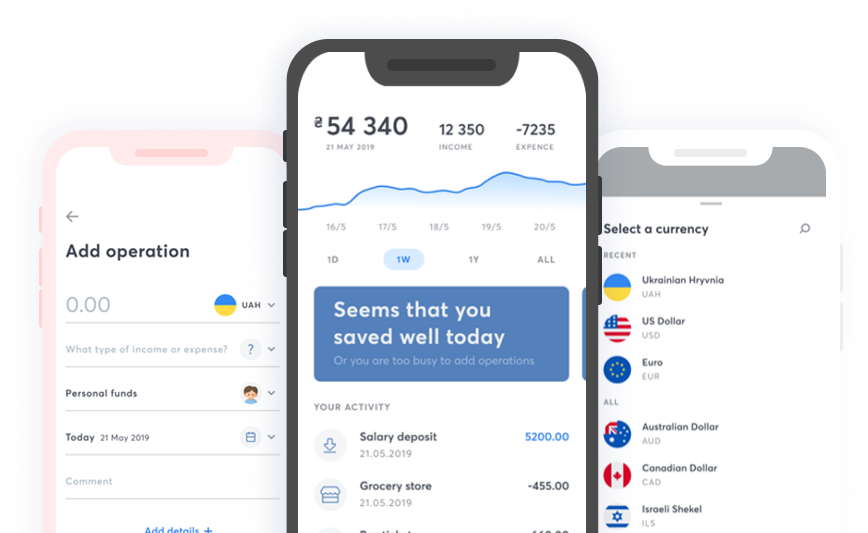 Add operation
0.00
UAH
What type of income or expense?
?
Personal funds
Today 21 May 2019
Comment
Add details +
₴ 54 340
21 MAY 2019
12 350
INCOME
-7235
EXPENCE
16/5 17/5 18/5 19/5 20/5
1D 1W 1Y ALL
Seems that you
saved well today
Or you are too busy to add operations
YOUR ACTIVITY
Salary deposit 5200.00
21.05.2019
Grocery store -455.00
21.05.2019
Select a currency
RECENT
Ukrainian Hryvnia
UAH
US Dollar
USD
Euro
EUR
ALL
Australian Dollar
AUD
Canadian Dollar
CAD
Israeli Shekel
ILS